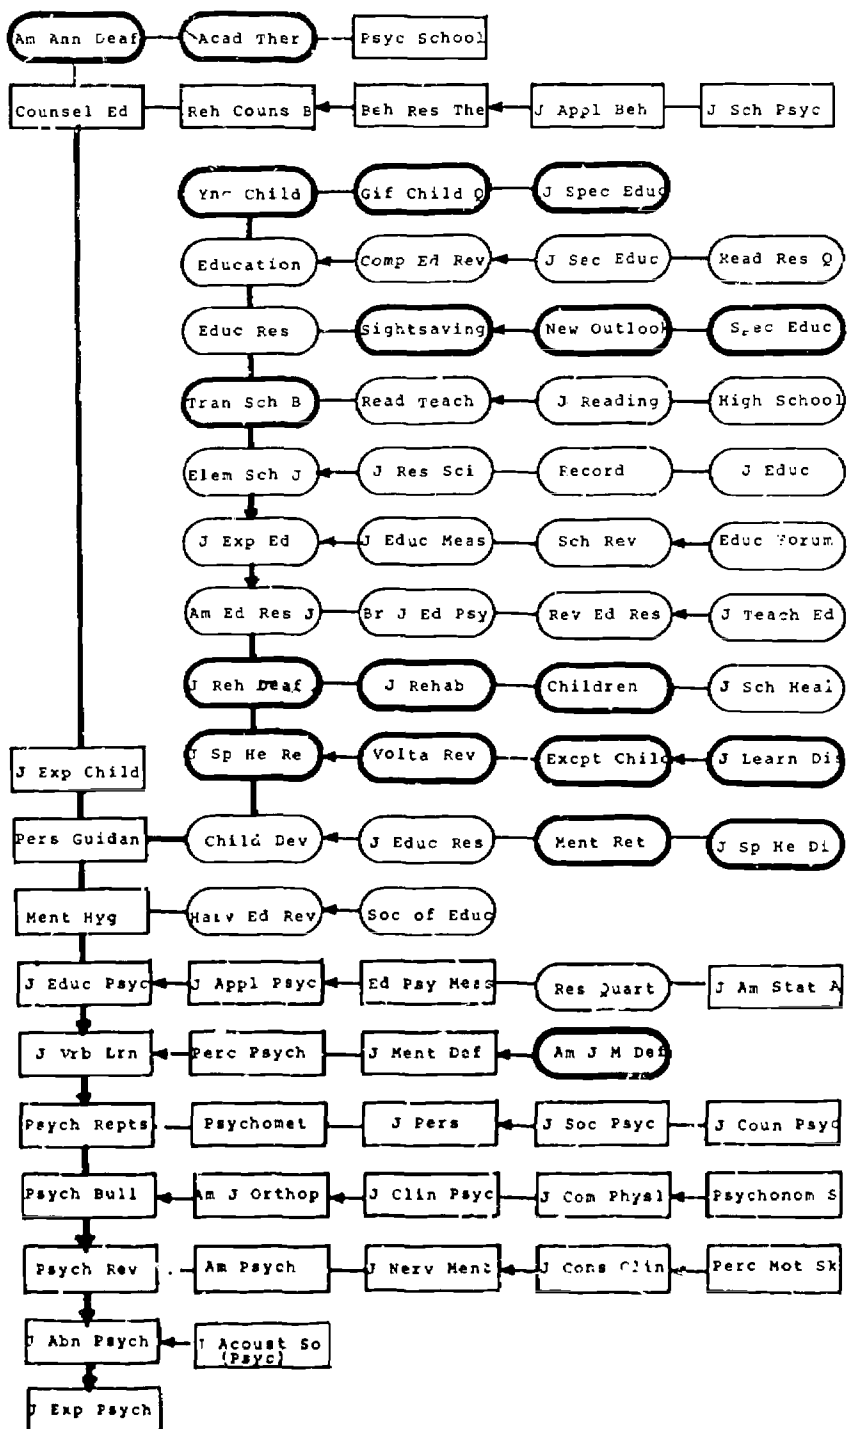 Am Ann Deaf
Acad Ther
Psyc School
Counsel Ed
Reh Couns B
Beh Res The
J Appl Beh
J Sch Psyc
Yng Child
Gif Child Q
J Spec Educ
Education
Comp Ed Rev
J Sec Educ
Read Res Q
Educ Res
Sightsaving
New Outlook
Spec Educ
Tran Sch B
Read Teach
J Reading
High School
Elem Sch J
J Res Sci
Record
J Educ
J Exp Ed
J Educ Meas
Sch Rev
Educ Forum
Am Ed Res J
Br J Ed Psy
Rev Ed Res
J Teach Ed
J Reh Deaf
J Rehab
Children
J Sch Heal
J Sp He Re
Volta Rev
Excpt Child
J Learn Dis
J Exp Child
Pers Guidan
Child Dev
J Educ Res
Ment Ret
J Sp He Di
Ment Hyg
Harv Ed Rev
Soc of Educ
J Educ Psyc
J Appl Psyc
Ed Psy Meas
Res Quart
J Am Stat A
J Vrb Lrn
Perc Psych
J Ment Def
Am J M Def
Psych Repts
Psychomet
J Pers
J Soc Psyc
J Coun Psyc
Psych Bull
Am J Orthop
J Clin Psyc
J Com Physl
Psychonom S
Psych Rev
Am Psych
J Nerv Ment
J Cons Clin
Perc Mot Sk
J Abn Psych
J Acoust So
(Psyc)
J Exp Psych